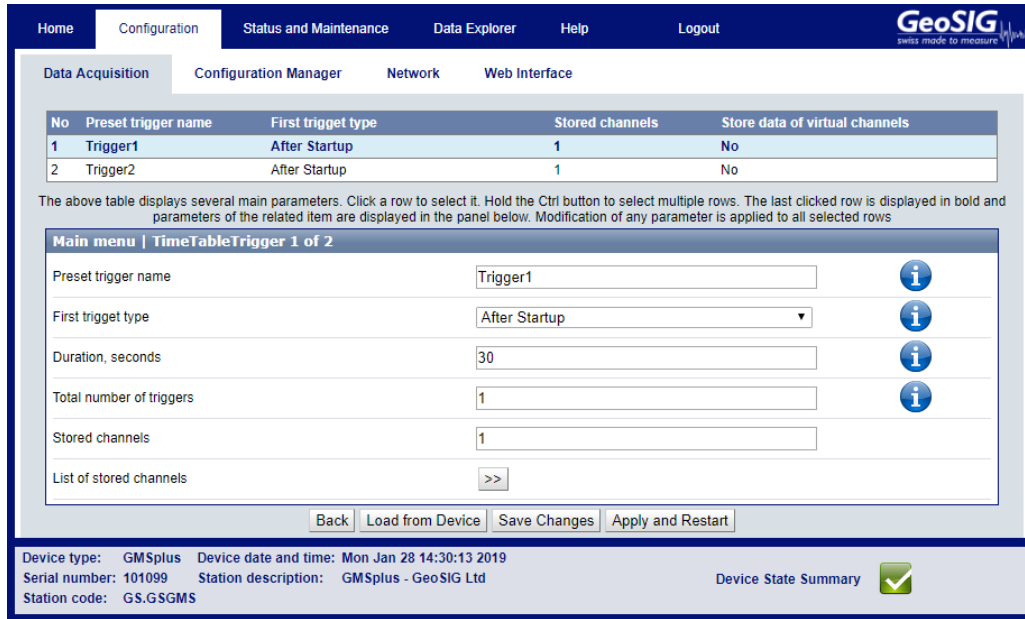 Home Configuration Status and Maintenance Data Explorer Help Logout GeoSIG
swiss made to measure
Data Acquisition Configuration Manager Network Web Interface
No Preset trigger name First trigget type Stored channels Store data of virtual channels
1 Trigger1 After Startup 1 No
2 Trigger2 After Startup 1 No
The above table displays several main parameters. Click a row to select it. Hold the Ctrl button to select multiple rows. The last clicked row is displayed in bold and
parameters of the related item are displayed in the panel below. Modification of any parameter is applied to all selected rows
Main menu | TimeTableTrigger 1 of 2
Preset trigger name Trigger1 i
First trigget type After Startup i
Duration, seconds 30 i
Total number of triggers 1 i
Stored channels 1
List of stored channels >>
Back Load from Device Save Changes Apply and Restart
Device type: GMSplus Device date and time: Mon Jan 28 14:30:13 2019
Serial number: 101099 Station description: GMSplus - GeoSIG Ltd Device State Summary
Station code: GS.GSGMS